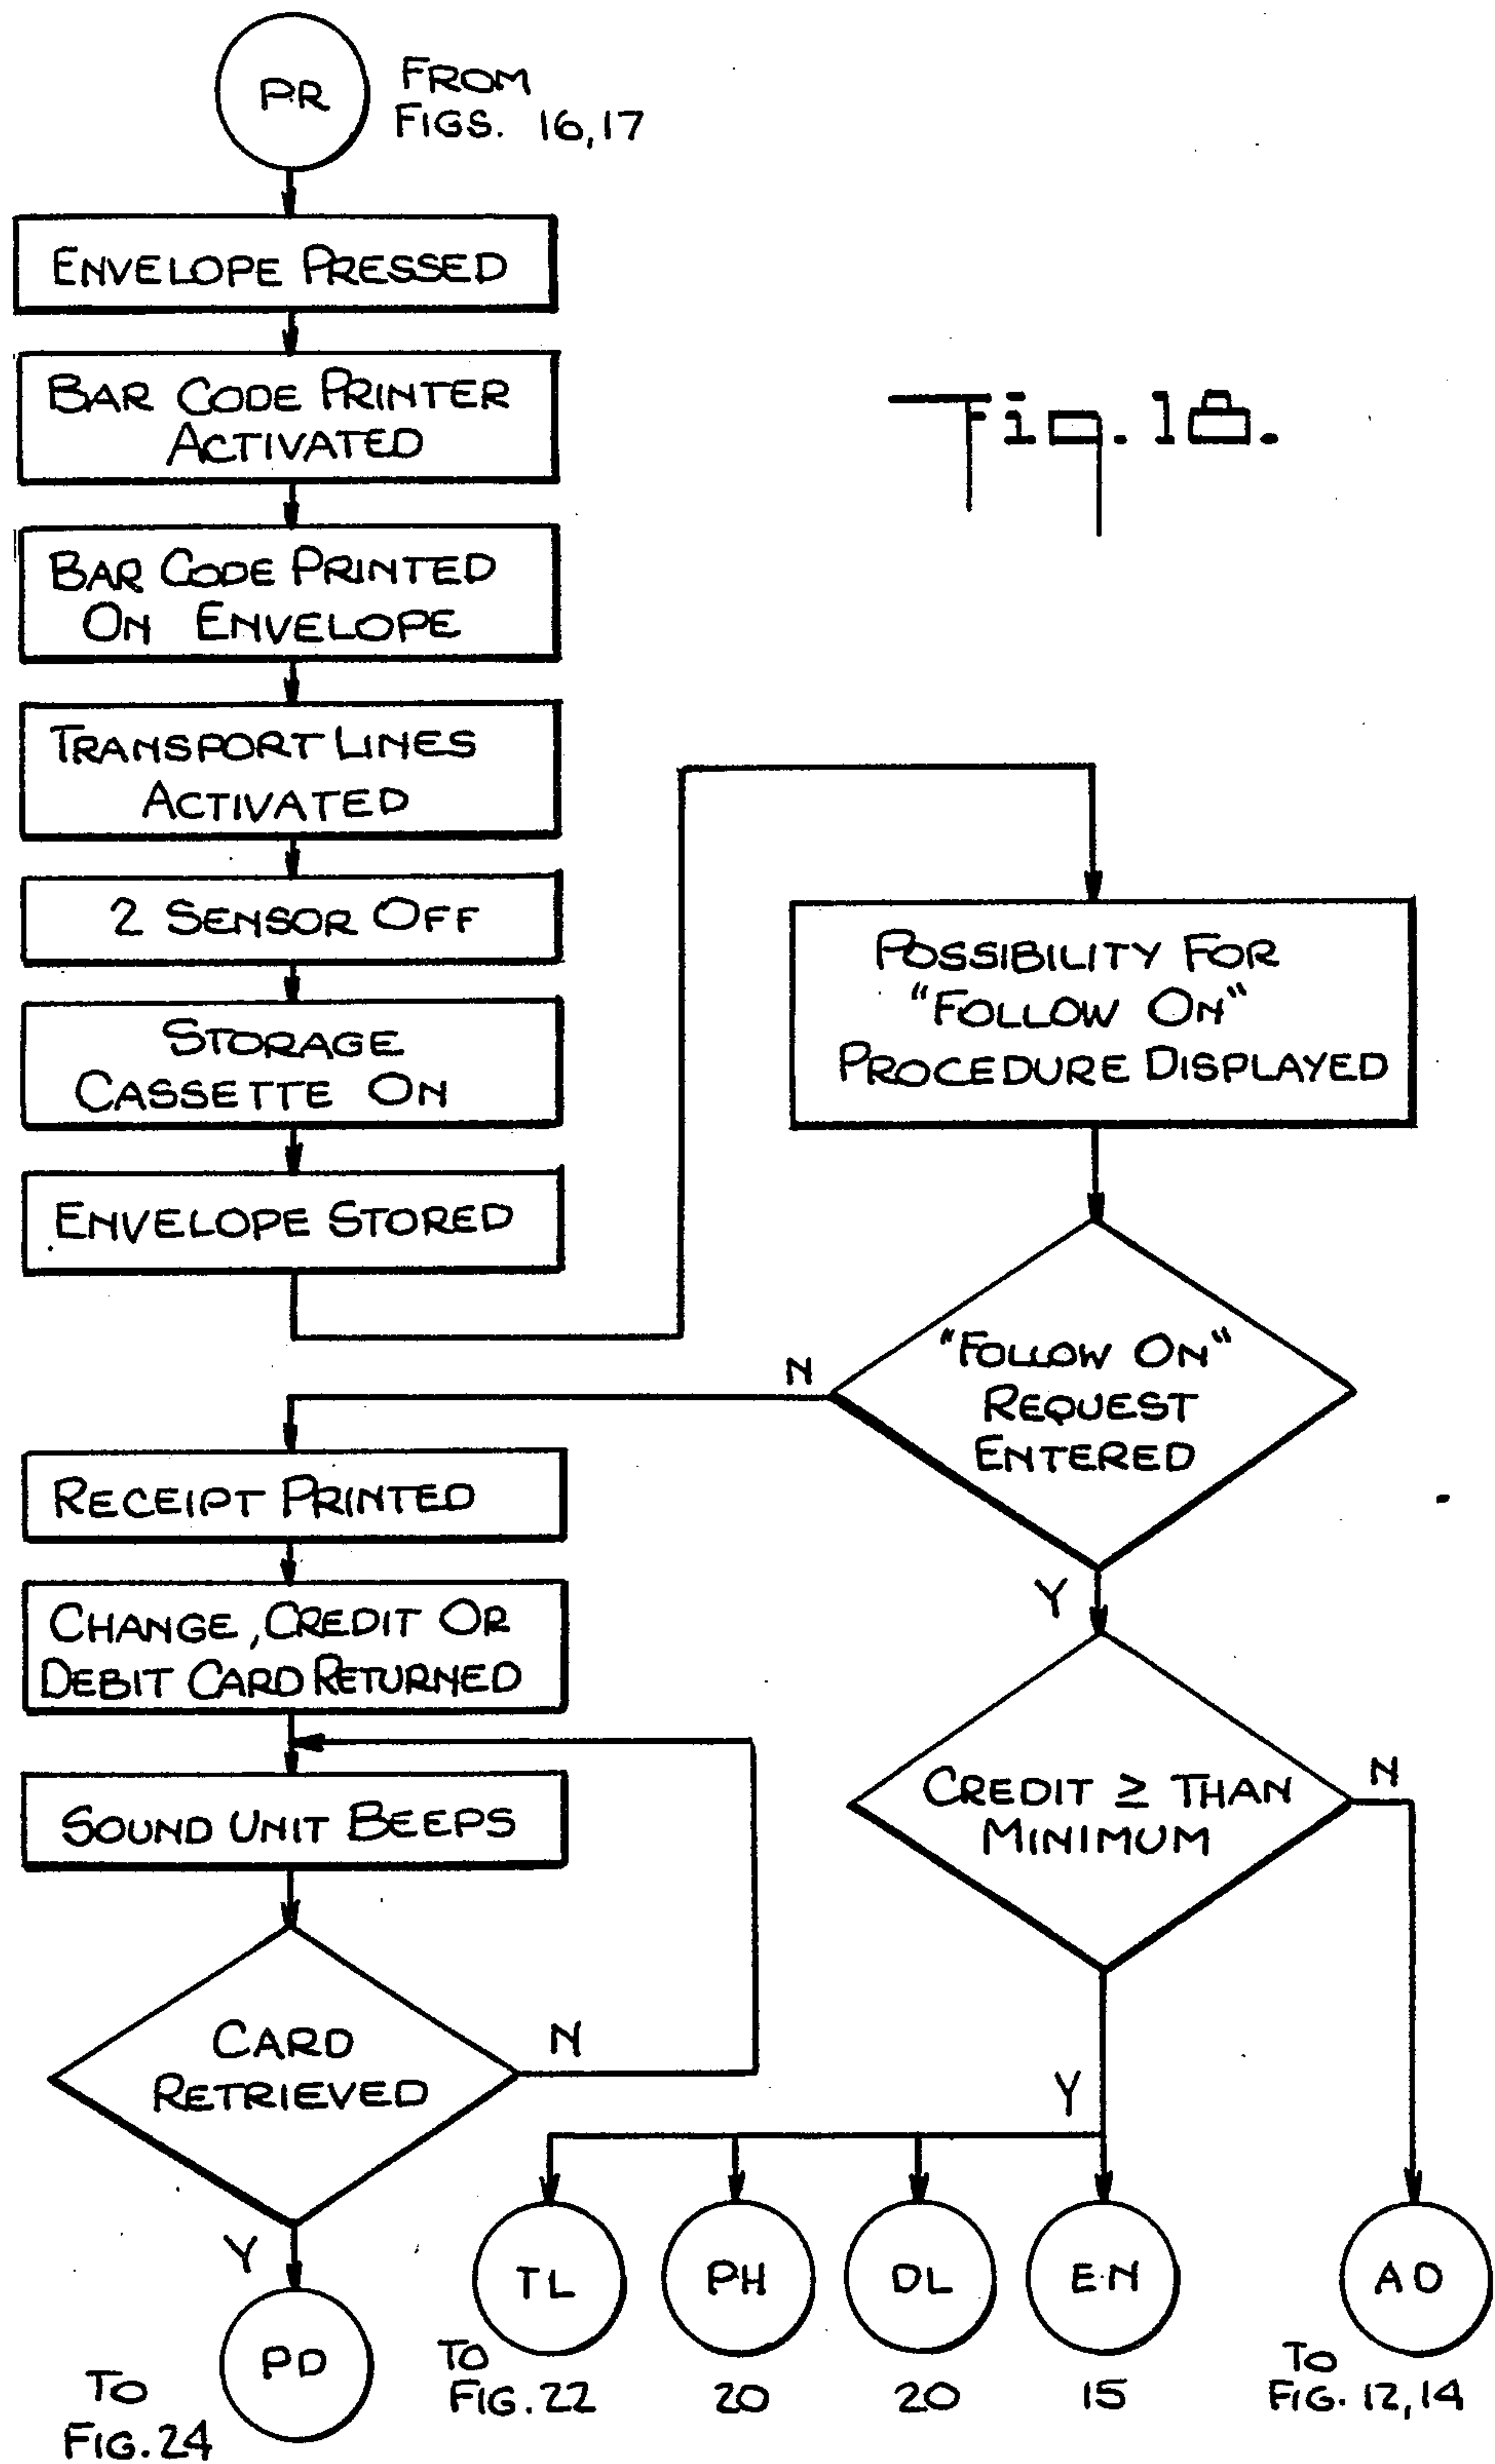 PR
FROM
FIGS. 16,17
ENVELOPE PRESSED
BAR CODE PRINTER
ACTIVATED
Fig. 18.
BAR CODE PRINTED
ON ENVELOPE
TRANSPORT LINES
ACTIVATED
2 SENSOR OFF
STORAGE
CASSETTE ON
ENVELOPE STORED
POSSIBILITY FOR
"FOLLOW ON"
PROCEDURE DISPLAYED
"FOLLOW ON"
REQUEST
ENTERED
N
Y
RECEIPT PRINTED
CHANGE, CREDIT OR
DEBIT CARD RETURNED
SOUND UNIT BEEPS
CARD
RETRIEVED
N
Y
PD
TO
FIG. 24
CREDIT ≥ THAN
MINIMUM
N
Y
TL
PH
DL
EN
AD
TO
FIG. 22
20
20
15
TO
FIG. 12,14